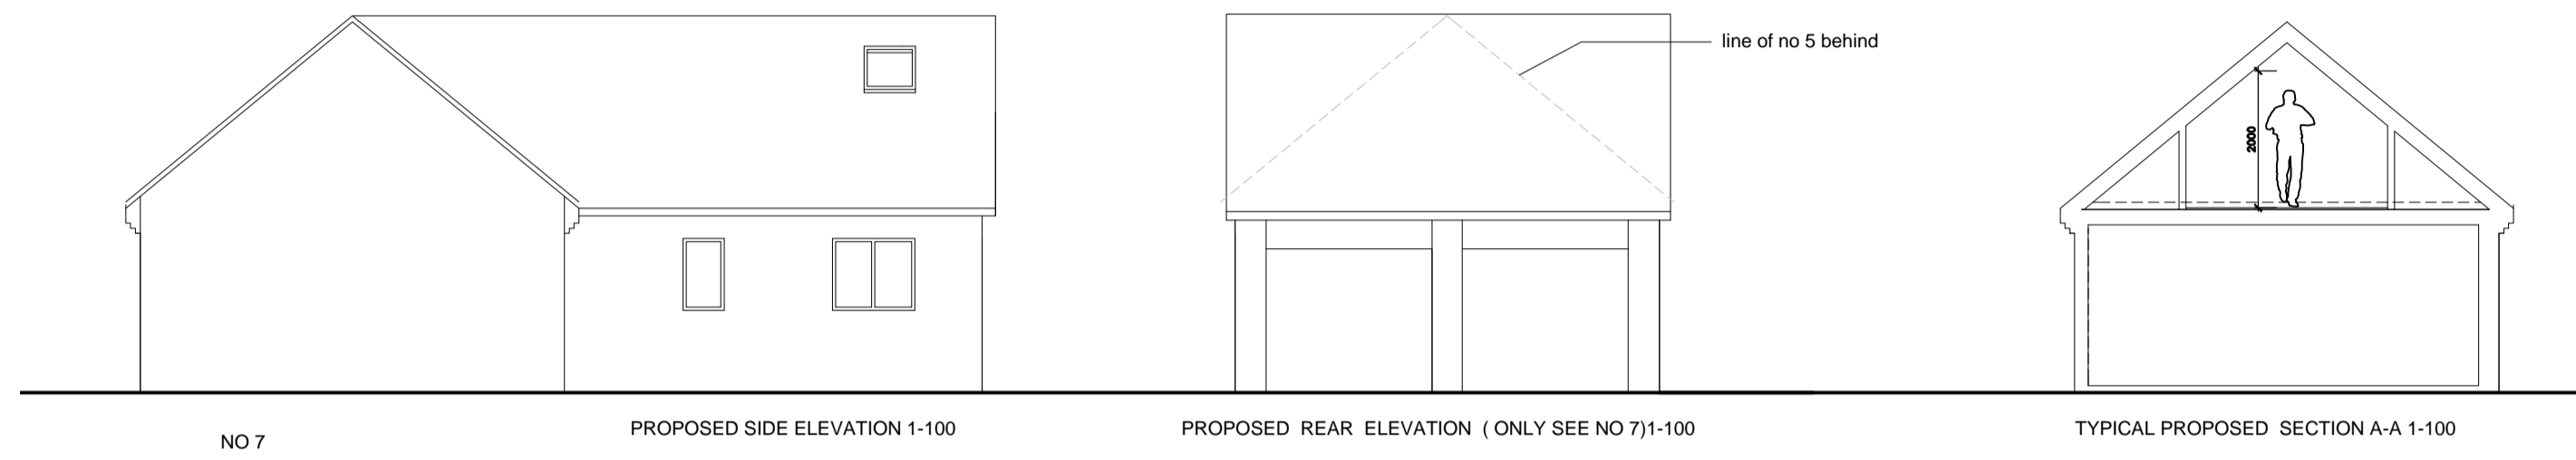 line of no 5 behind
2000
NO 7
PROPOSED SIDE ELEVATION 1-100
PROPOSED REAR ELEVATION ( ONLY SEE NO 7)1-100
TYPICAL PROPOSED SECTION A-A 1-100